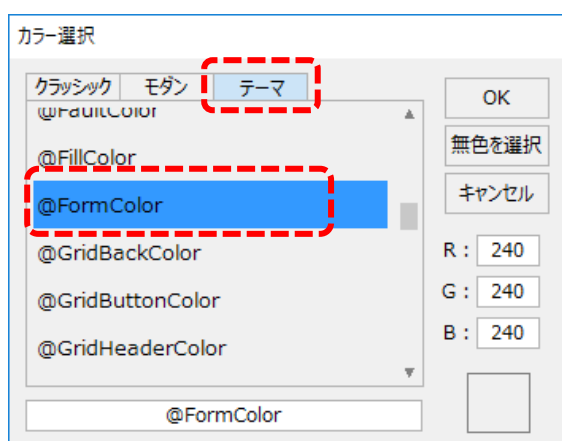 カラー選択
クラッシック モダン テーマ
@FaultColor
@FillColor
@FormColor
@GridBackColor
@GridButtonColor
@GridHeaderColor
@FormColor
OK
無色を選択
キャンセル
R : 240
G : 240
B : 240